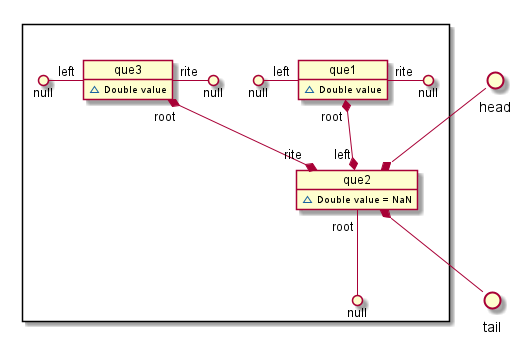 left que3 rite left que1 rite
null Double value null null Double value null
head
root root
rite left
que2
Double value = NaN
root
null
tail